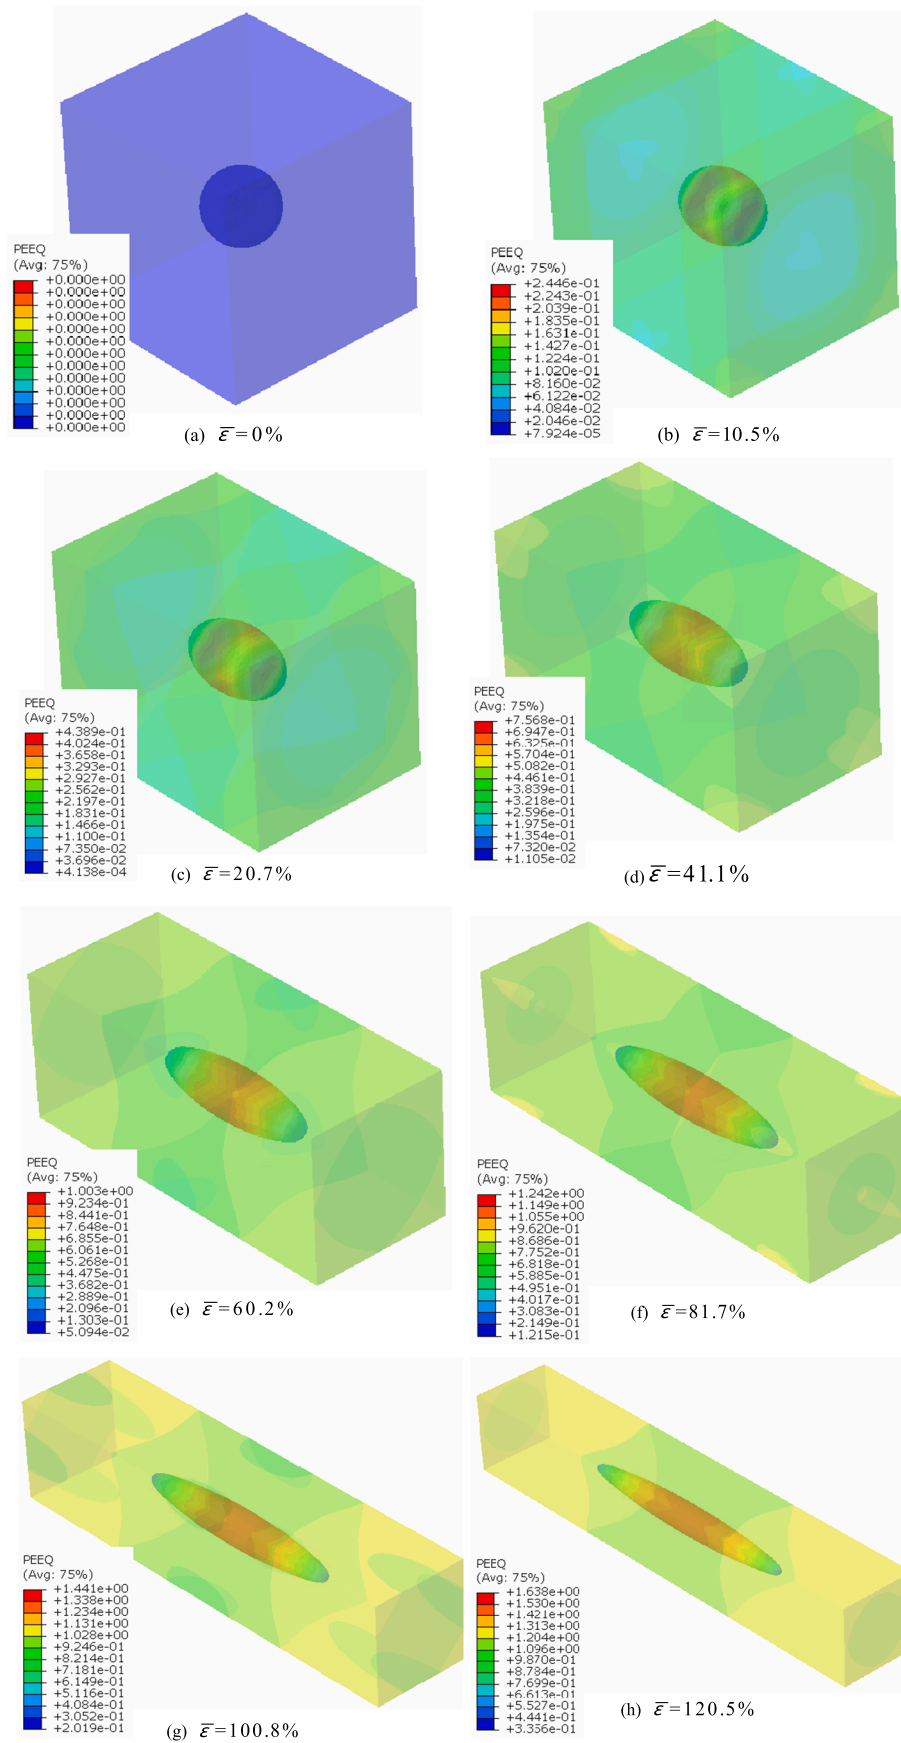 PEEQ
(Avg: 75%)
+0.000e+00
+0.000e+00
+0.000e+00
+0.000e+00
+0.000e+00
+0.000e+00
+0.000e+00
+0.000e+00
+0.000e+00
+0.000e+00
+0.000e+00
+0.000e+00
+0.000e+00
(a) ε̅=0%
PEEQ
(Avg: 75%)
+2.446e-01
+2.243e-01
+2.039e-01
+1.835e-01
+1.631e-01
+1.427e-01
+1.224e-01
+1.020e-01
+8.160e-02
+6.122e-02
+4.084e-02
+2.046e-02
+7.924e-05
(b) ε̅=10.5%
PEEQ
(Avg: 75%)
+4.389e-01
+4.024e-01
+3.658e-01
+3.293e-01
+2.927e-01
+2.562e-01
+2.197e-01
+1.831e-01
+1.466e-01
+1.100e-01
+7.350e-02
+3.696e-02
+4.138e-04
(c) ε̅=20.7%
PEEQ
(Avg: 75%)
+7.568e-01
+6.947e-01
+6.325e-01
+5.704e-01
+5.082e-01
+4.461e-01
+3.839e-01
+3.218e-01
+2.596e-01
+1.975e-01
+1.354e-01
+7.320e-02
+1.105e-02
(d) ε̅=41.1%
PEEQ
(Avg: 75%)
+1.003e+00
+9.234e-01
+8.441e-01
+7.648e-01
+6.855e-01
+6.061e-01
+5.268e-01
+4.475e-01
+3.682e-01
+2.889e-01
+2.096e-01
+1.303e-01
+5.094e-02
(e) ε̅=60.2%
PEEQ
(Avg: 75%)
+1.242e+00
+1.149e+00
+1.055e+00
+9.620e-01
+8.686e-01
+7.752e-01
+6.818e-01
+5.885e-01
+4.951e-01
+4.017e-01
+3.083e-01
+2.149e-01
+1.215e-01
(f) ε̅=81.7%
PEEQ
(Avg: 75%)
+1.441e+00
+1.338e+00
+1.234e+00
+1.131e+00
+1.028e+00
+9.246e-01
+8.214e-01
+7.181e-01
+6.149e-01
+5.116e-01
+4.084e-01
+3.052e-01
+2.019e-01
(g) ε̅=100.8%
PEEQ
(Avg: 75%)
+1.638e+00
+1.530e+00
+1.421e+00
+1.313e+00
+1.204e+00
+1.096e+00
+9.870e-01
+8.784e-01
+7.699e-01
+6.613e-01
+5.527e-01
+4.441e-01
+3.356e-01
(h) ε̅=120.5%